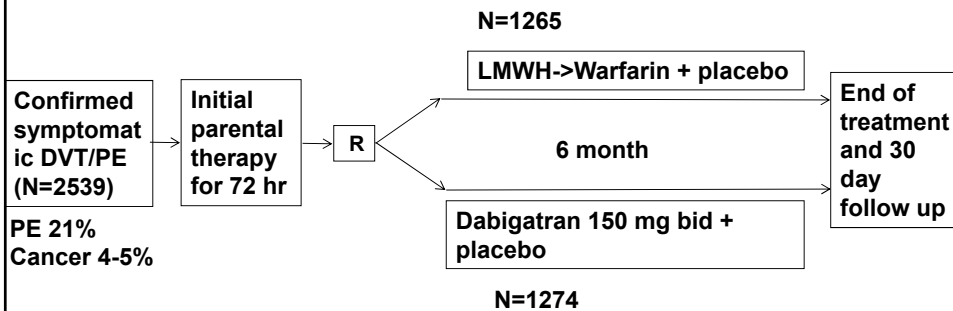 N=1265
LMWH->Warfarin + placebo
Confirmed
symptomat
ic DVT/PE
(N=2539)
Initial
parental
therapy
for 72 hr
R
6 month
End of
treatment
and 30
day
follow up
PE 21%
Cancer 4-5%
Dabigatran 150 mg bid +
placebo
N=1274